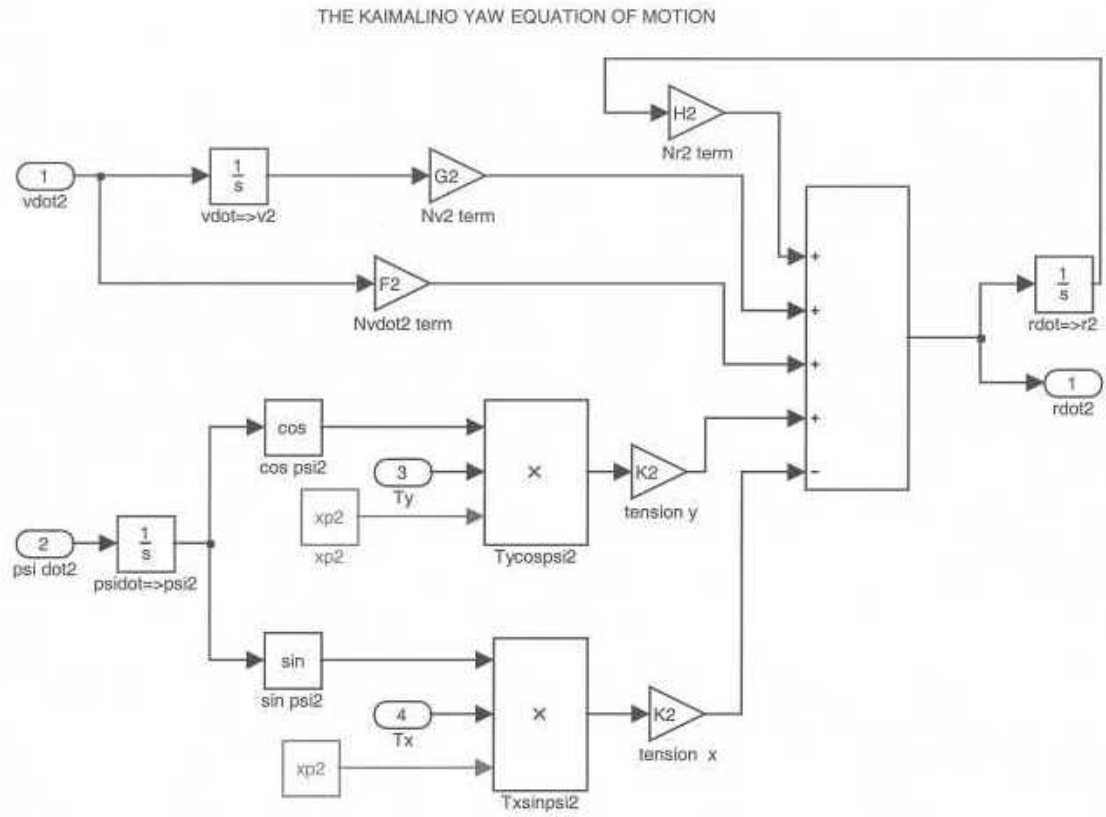 THE KAIMALINO YAW EQUATION OF MOTION
H2
Nr2 term
1
vdot2
1
s
vdot=>v2
G2
Nv2 term
F2
Nvdot2 term
+
+
+
+
−
1
s
rdot=>r2
1
rdot2
cos
cos psi2
3
Ty
xp2
xp2
×
Tycospsi2
K2
tension y
2
psi dot2
1
s
psidot=>psi2
sin
sin psi2
4
Tx
xp2
×
Txsinpsi2
K2
tension x